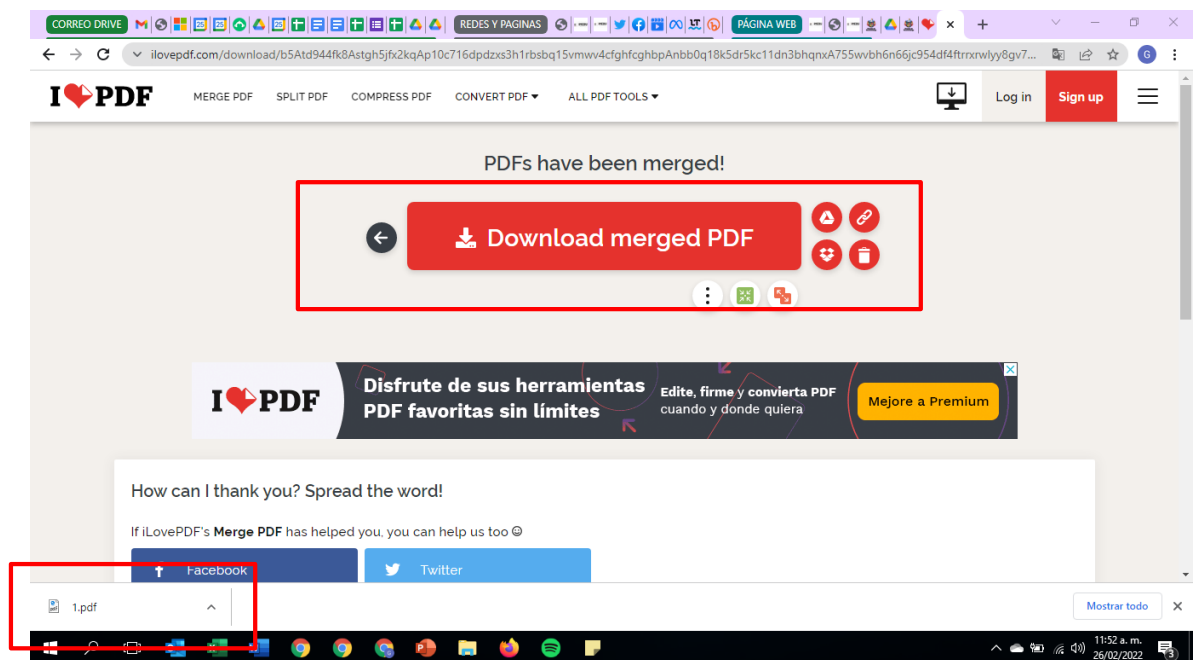 CORREO DRIVE REDES Y PAGINAS PÁGINA WEB
ilovepdf.com/download/b5Atd944fk8Astgh5jfx2kqAp10c716dpdzxs3h1rbsbq15vmwv4cfghfcghbpAnbb0q18k5dr5kc11dn3bhqnxA755wvbh6n66jc954df4ftrrxrwlyy8gv7... G
I PDF MERGE PDF SPLIT PDF COMPRESS PDF CONVERT PDF ALL PDF TOOLS Log in Sign up
PDFs have been merged!
Download merged PDF
I PDF
Disfrute de sus herramientas
PDF favoritas sin límites
Edite, firme y convierta PDF
cuando y donde quiera
Mejore a Premium
How can I thank you? Spread the word!
If iLovePDF's Merge PDF has helped you, you can help us too
Facebook Twitter
1.pdf Mostrar todo
11:52 a. m.
26/02/2022
3